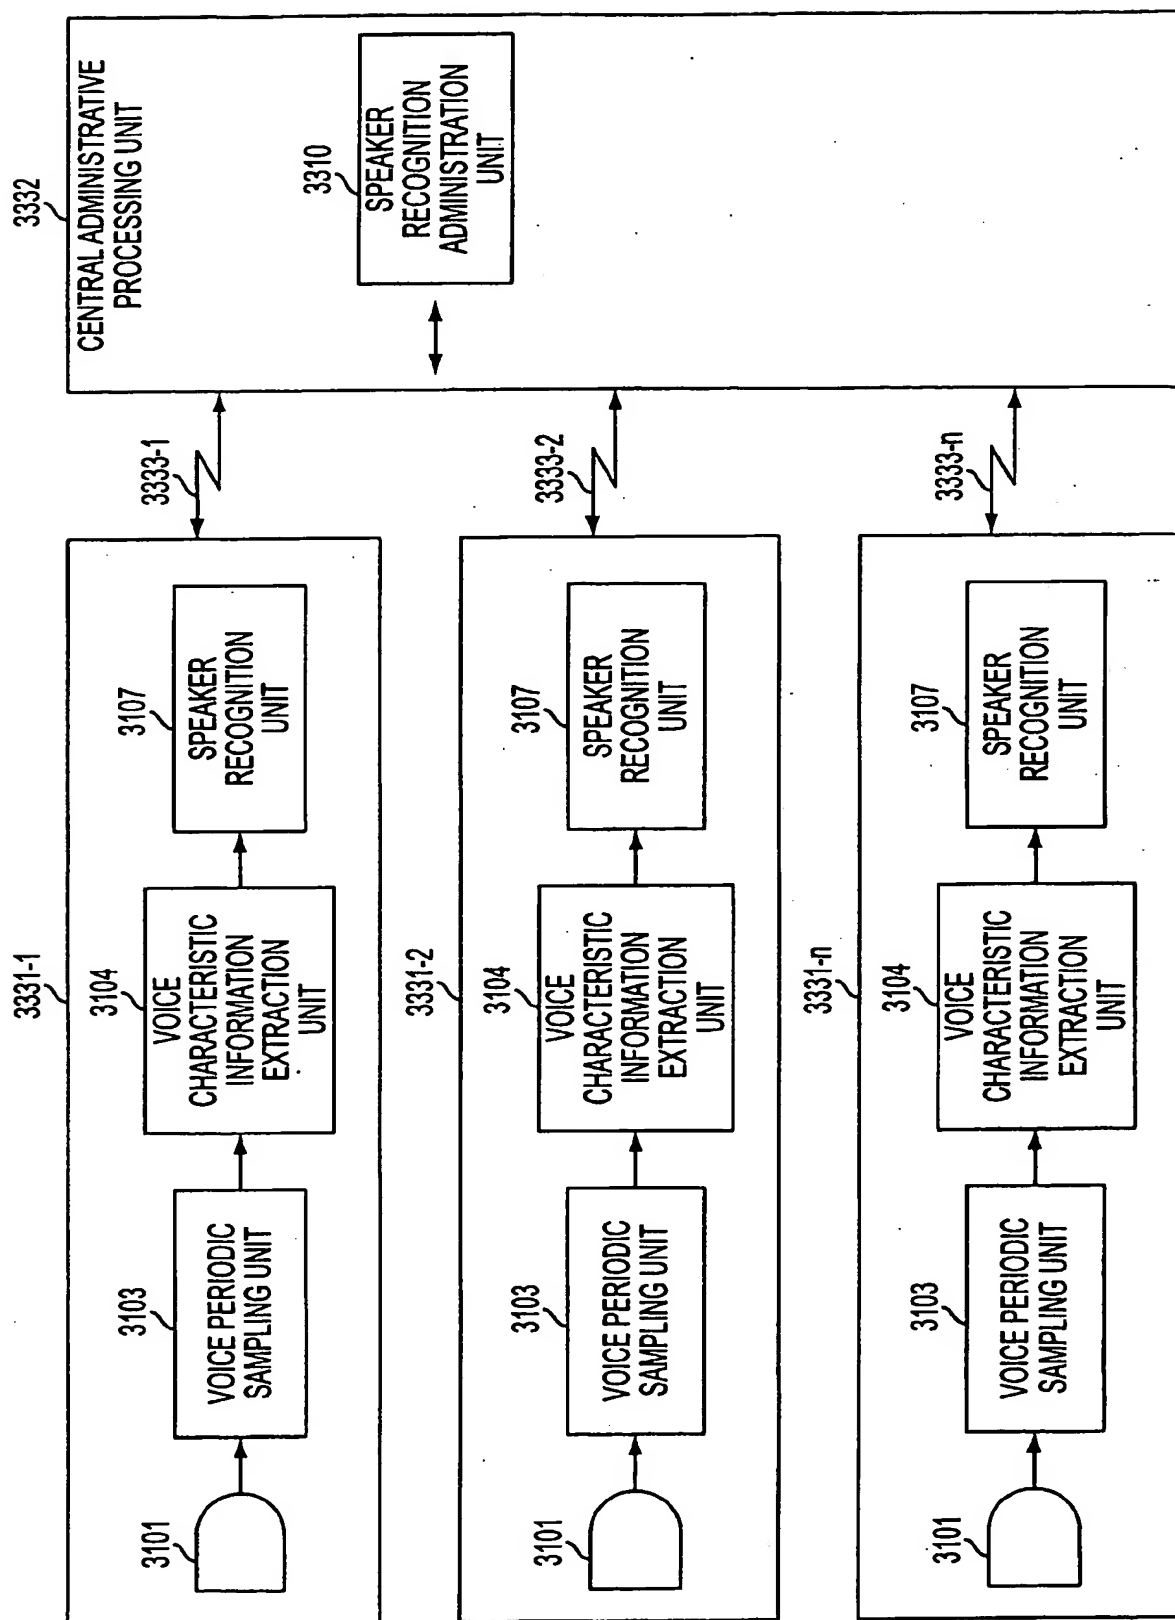 3331-1
3101
3103
VOICE PERIODIC
SAMPLING UNIT
3104
VOICE
CHARACTERISTIC
INFORMATION
EXTRACTION
UNIT
3107
SPEAKER
RECOGNITION
UNIT
3333-1
3332
CENTRAL ADMINISTRATIVE
PROCESSING UNIT
3310
SPEAKER
RECOGNITION
ADMINISTRATION
UNIT
3331-2
3101
3103
VOICE PERIODIC
SAMPLING UNIT
3104
VOICE
CHARACTERISTIC
INFORMATION
EXTRACTION
UNIT
3107
SPEAKER
RECOGNITION
UNIT
3333-2
3331-n
3101
3103
VOICE PERIODIC
SAMPLING UNIT
3104
VOICE
CHARACTERISTIC
INFORMATION
EXTRACTION
UNIT
3107
SPEAKER
RECOGNITION
UNIT
3333-n